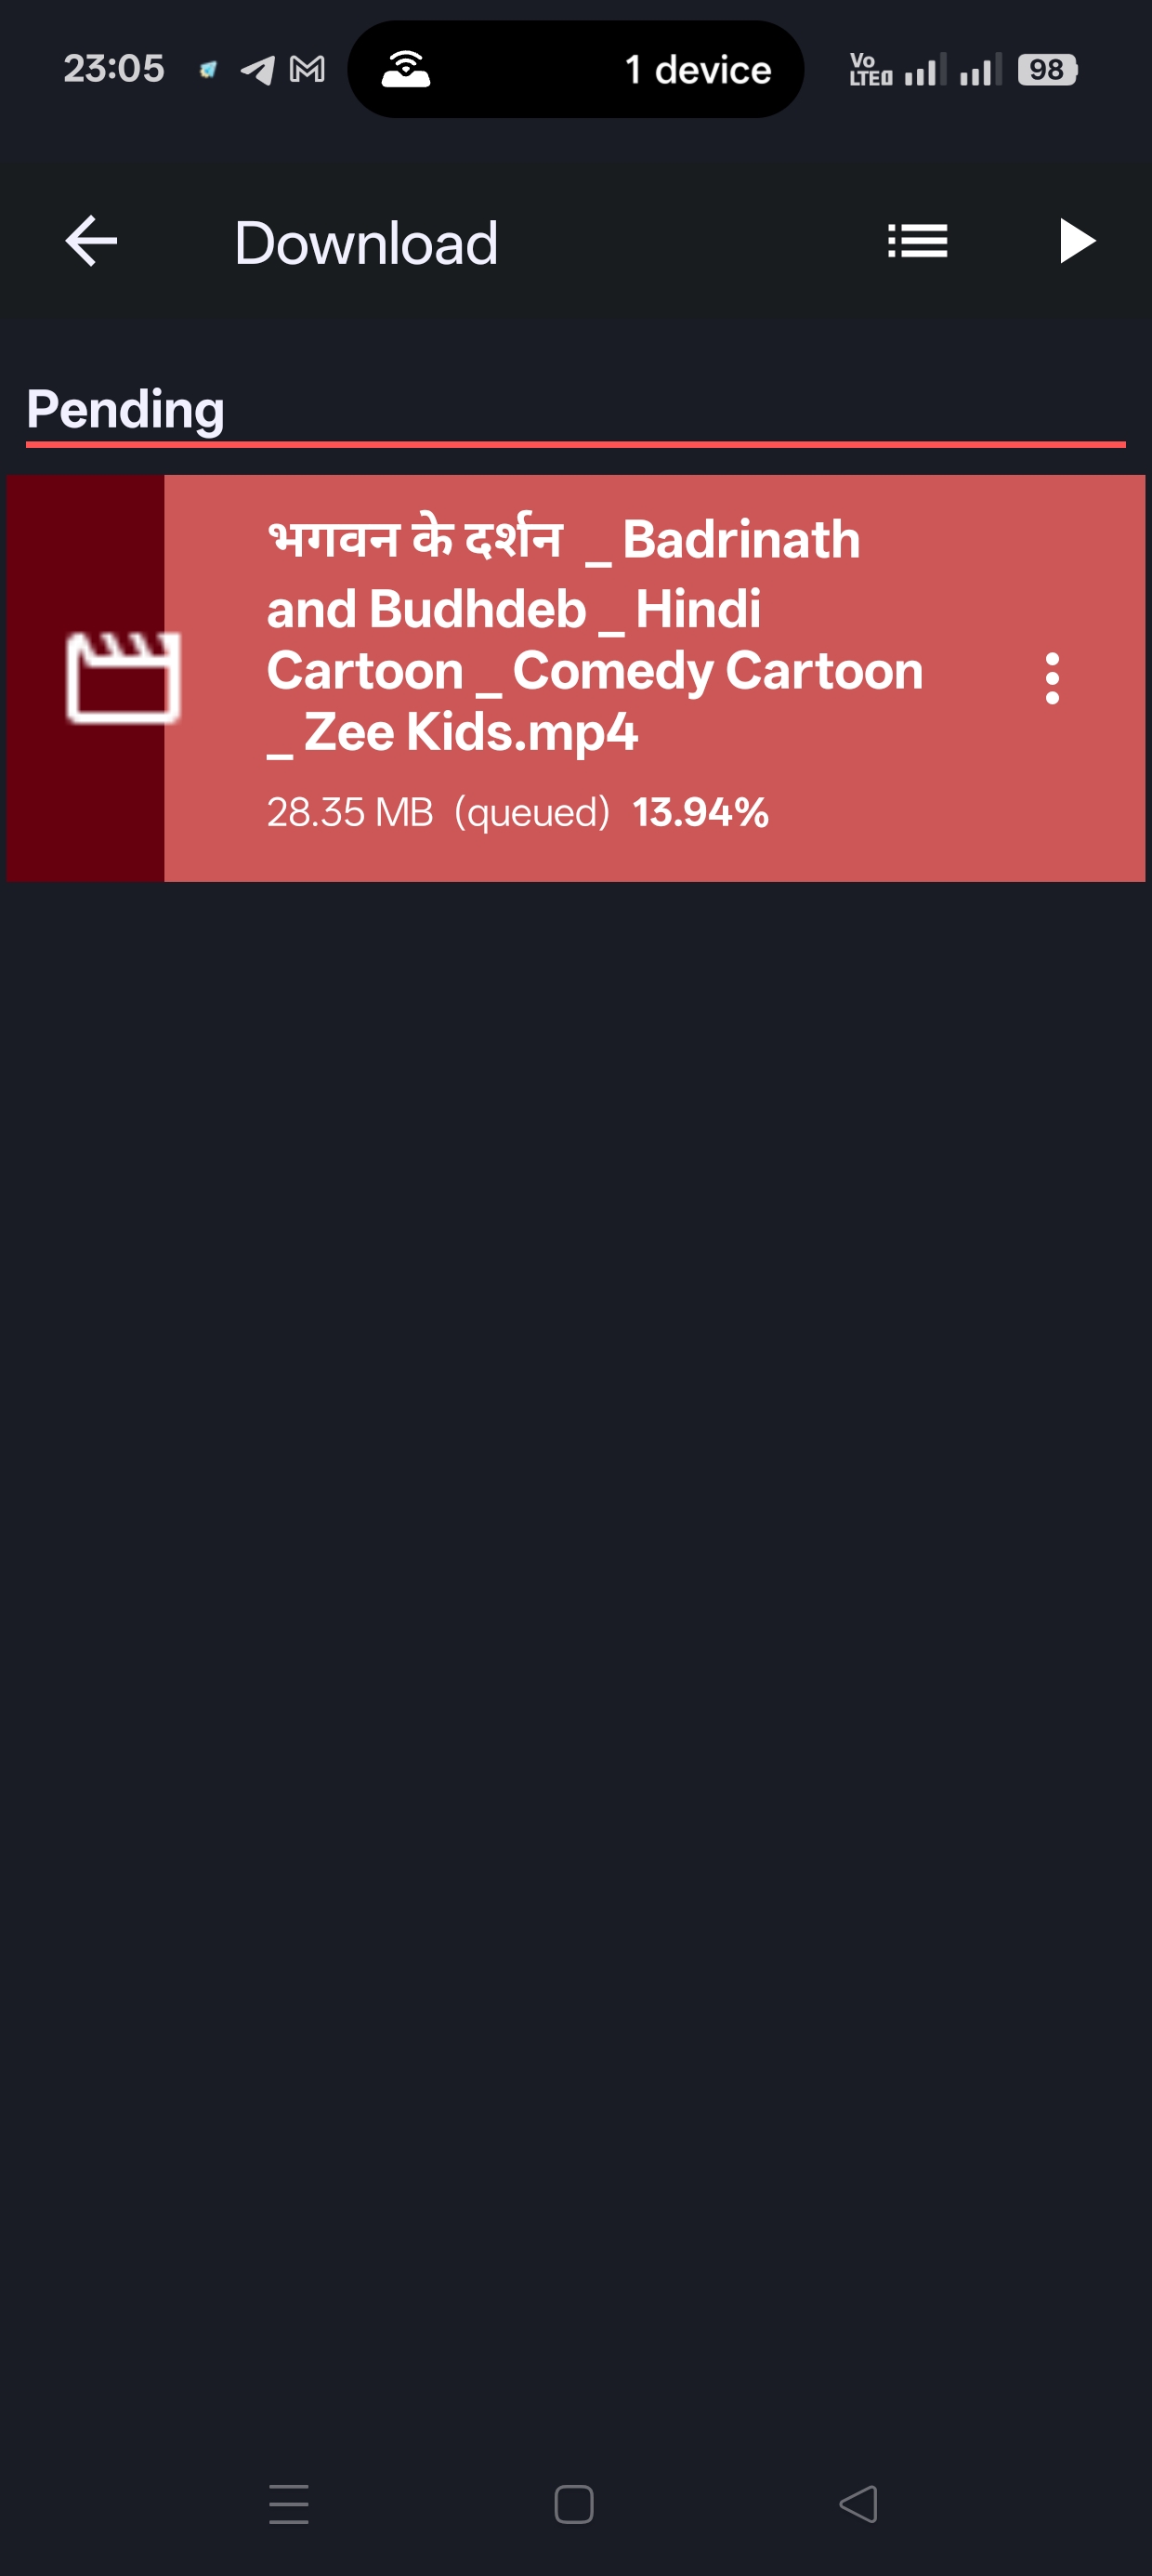 23:05 1 device Vo LTE 98
Download
Pending
भगवन के दर्शन _ Badrinath
and Budhdeb _ Hindi
Cartoon _ Comedy Cartoon
_ Zee Kids.mp4
28.35 MB (queued) 13.94%